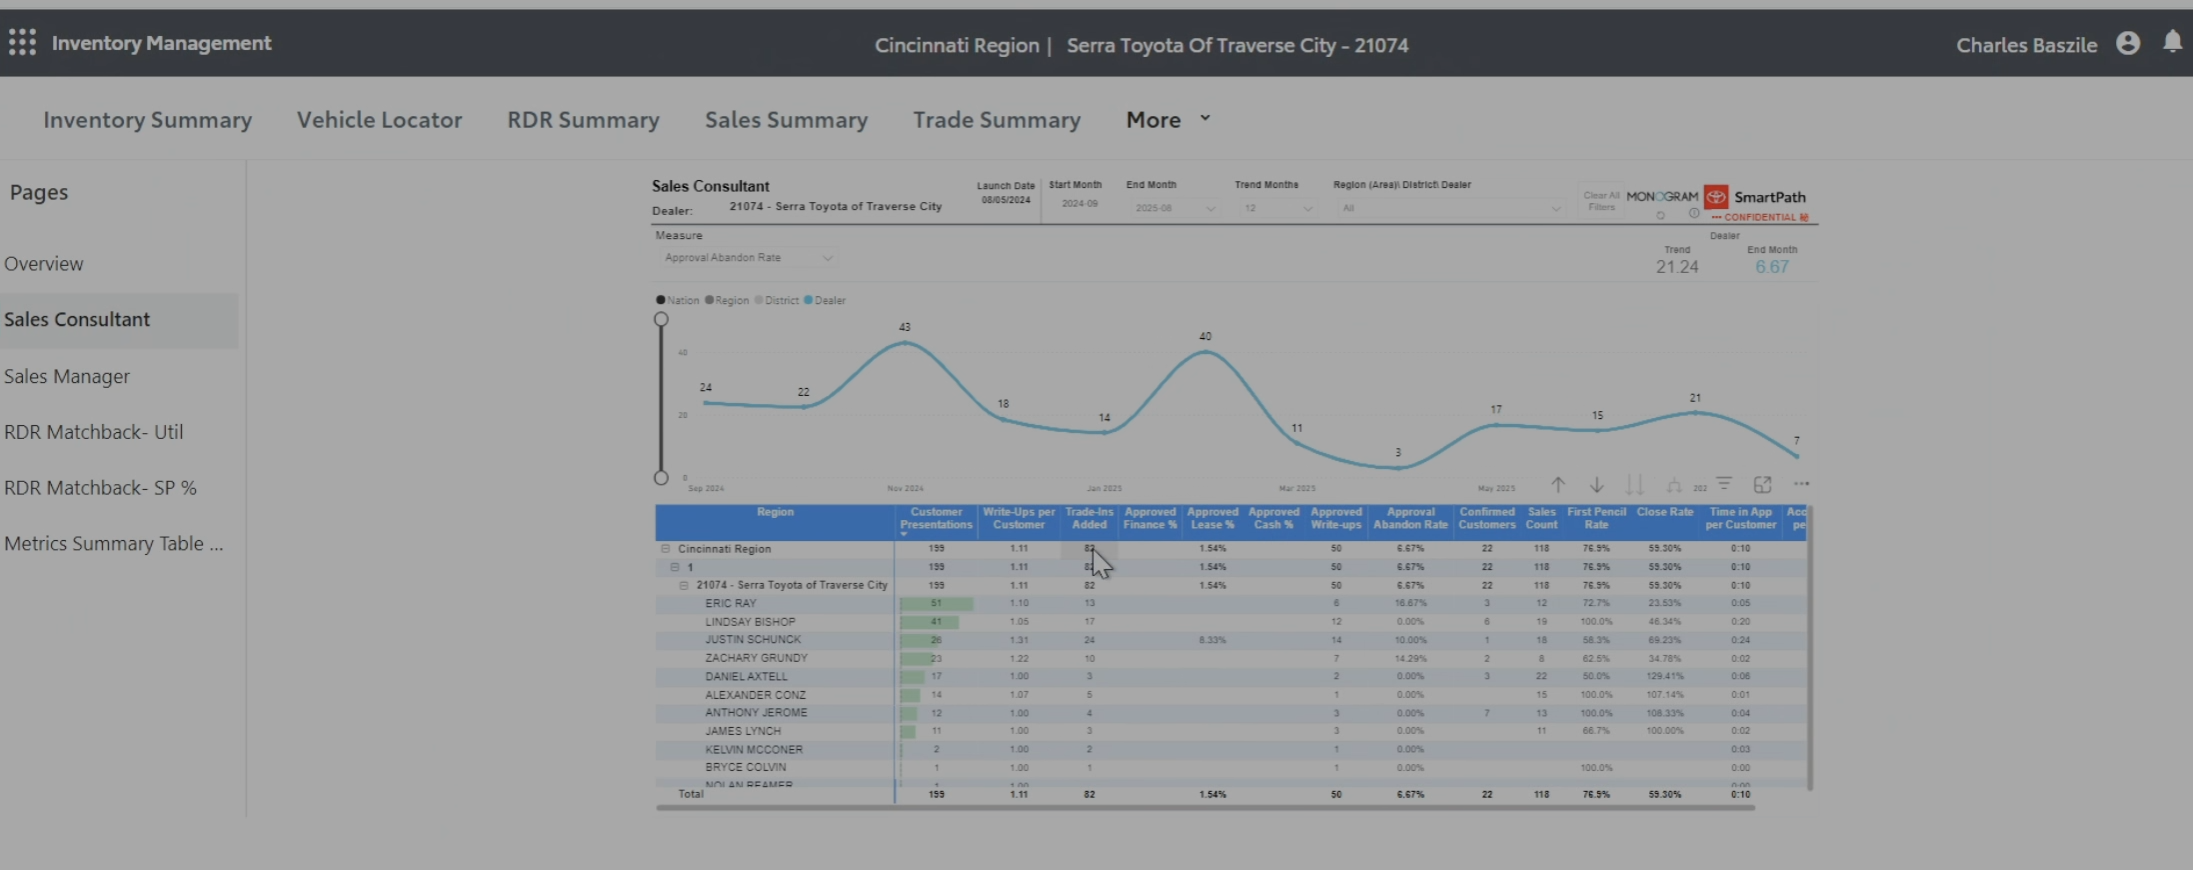 Inventory Management
Cincinnati Region | Serra Toyota Of Traverse City - 21074
Charles Baszile
Inventory Summary Vehicle Locator RDR Summary Sales Summary Trade Summary More
Pages
Overview
Sales Consultant
Sales Manager
RDR Matchback- Util
RDR Matchback- SP %
Metrics Summary Table ...
Sales Consultant
Dealer: 21074 - Serra Toyota of Traverse City
Launch Date
08/05/2024
Start Month
2024-09
End Month
2025-08
Trend Months
12
Region (Area)\ District\ Dealer
All
Clear All
Filters
MONOGRAM
SmartPath
CONFIDENTIAL
Measure
Approval Abandon Rate
Dealer
Trend End Month
21.24 6.67
Nation Region District Dealer
43
40
24
22
18
14
11
3
17
15
21
7
40
20
0
Sep 2024 Nov 2024 Jan 2025 Mar 2025 May 2025 202
Region Customer Presentations Write-Ups per Customer Trade-Ins Added Approved Finance % Approved Lease % Approved Cash % Approved Write-ups Approval Abandon Rate Confirmed Customers Sales Count First Pencil Rate Close Rate Time in App per Customer Acc pe
Cincinnati Region 199 1.11 82 1.54% 50 6.67% 22 118 76.9% 59.30% 0:10
1 199 1.11 1.54% 50 6.67% 22 118 76.9% 59.30% 0:10
21074 - Serra Toyota of Traverse City 199 1.11 82 1.54% 50 6.67% 22 118 76.9% 59.30% 0:10
ERIC RAY 51 1.10 13 6 16.67% 3 12 72.7% 23.53% 0:05
LINDSAY BISHOP 41 1.05 17 12 0.00% 6 19 100.0% 46.34% 0:20
JUSTIN SCHUNCK 26 1.31 24 8.33% 14 10.00% 1 18 58.3% 69.23% 0:24
ZACHARY GRUNDY 23 1.22 10 7 14.29% 2 8 62.5% 34.78% 0:02
DANIEL AXTELL 17 1.00 3 2 0.00% 3 22 50.0% 129.41% 0:06
ALEXANDER CONZ 14 1.07 5 1 0.00% 15 100.0% 107.14% 0:01
ANTHONY JEROME 12 1.00 4 3 0.00% 7 13 100.0% 108.33% 0:04
JAMES LYNCH 11 1.00 3 3 0.00% 11 66.7% 100.00% 0:02
KELVIN MCCONER 2 1.00 2 1 0.00% 0:03
BRYCE COLVIN 1 1.00 1 1 0.00% 100.0% 0:00
NOLAN REAMER 1 1.00 0:00
Total 199 1.11 82 1.54% 50 6.67% 22 118 76.9% 59.30% 0:10